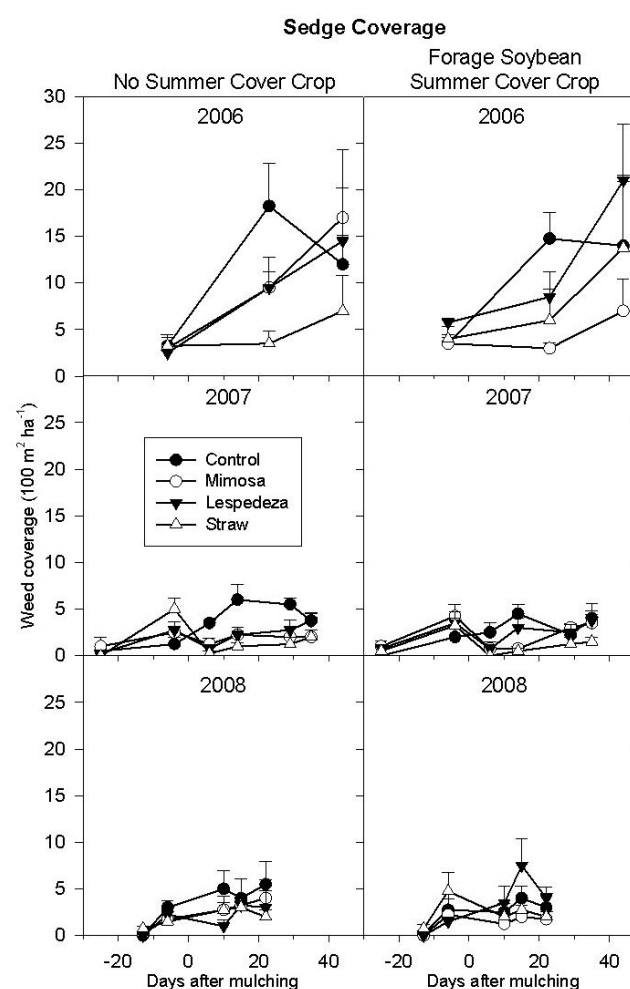 Sedge Coverage
No Summer Cover Crop
Forage Soybean
Summer Cover Crop
30
25
20
15
10
5
0
2006
2006
Weed coverage (100 m² ha⁻¹)
25
20
15
10
5
0
2007
2007
Control
Mimosa
Lespedeza
Straw
25
20
15
10
5
0
2008
2008
-20 0 20 40 -20 0 20 40
Days after mulching Days after mulching